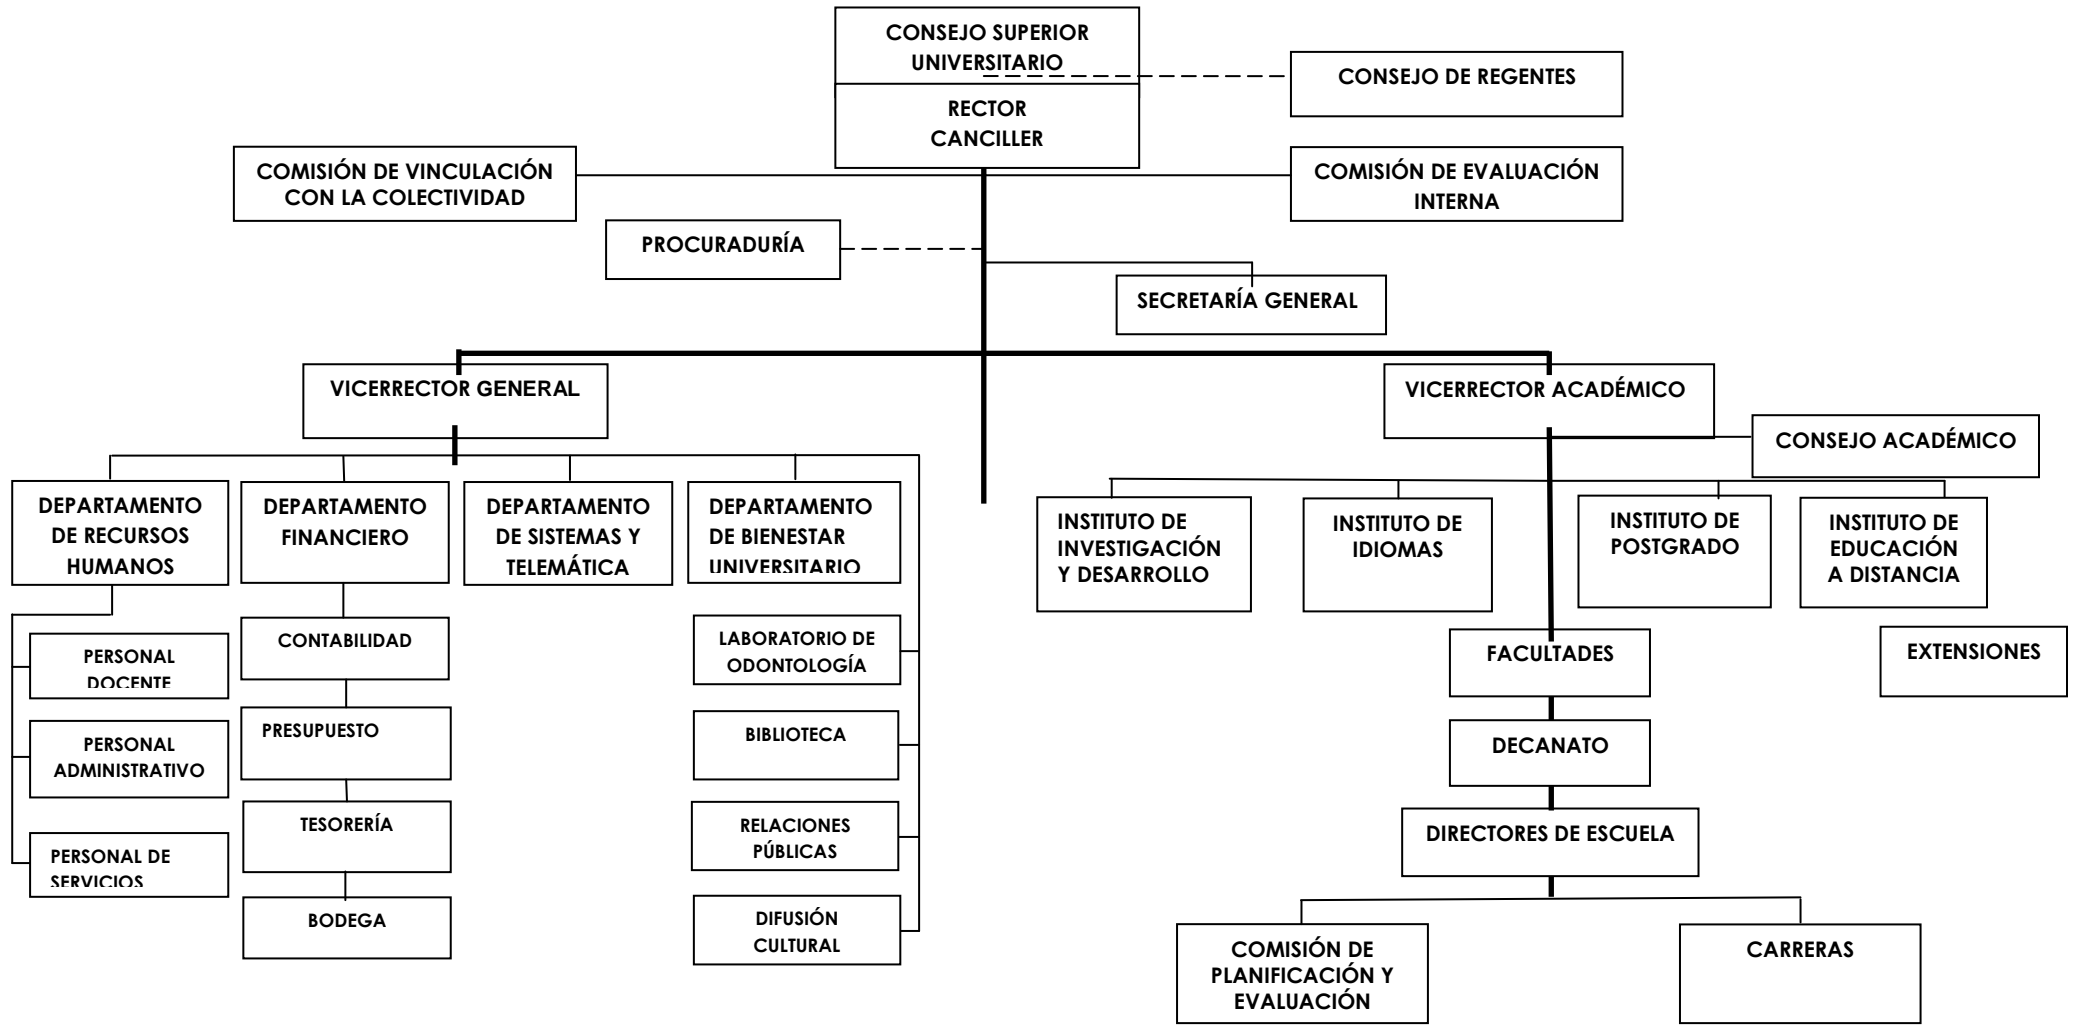 CONSEJO SUPERIOR
UNIVERSITARIO
RECTOR
CANCILLER
CONSEJO DE REGENTES
COMISIÓN DE VINCULACIÓN
CON LA COLECTIVIDAD
COMISIÓN DE EVALUACIÓN
INTERNA
PROCURADURÍA
SECRETARÍA GENERAL
VICERRECTOR GENERAL
VICERRECTOR ACADÉMICO
CONSEJO ACADÉMICO
DEPARTAMENTO
DE RECURSOS
HUMANOS
DEPARTAMENTO
FINANCIERO
DEPARTAMENTO
DE SISTEMAS Y
TELEMÁTICA
DEPARTAMENTO
DE BIENESTAR
UNIVERSITARIO
INSTITUTO DE
INVESTIGACIÓN
Y DESARROLLO
INSTITUTO DE
IDIOMAS
INSTITUTO DE
POSTGRADO
INSTITUTO DE
EDUCACIÓN
A DISTANCIA
PERSONAL
DOCENTE
PERSONAL
ADMINISTRATIVO
PERSONAL DE
SERVICIOS
CONTABILIDAD
PRESUPUESTO
TESORERÍA
BODEGA
LABORATORIO DE
ODONTOLOGÍA
BIBLIOTECA
RELACIONES
PÚBLICAS
DIFUSIÓN
CULTURAL
FACULTADES
EXTENSIONES
DECANATO
DIRECTORES DE ESCUELA
COMISIÓN DE
PLANIFICACIÓN Y
EVALUACIÓN
CARRERAS